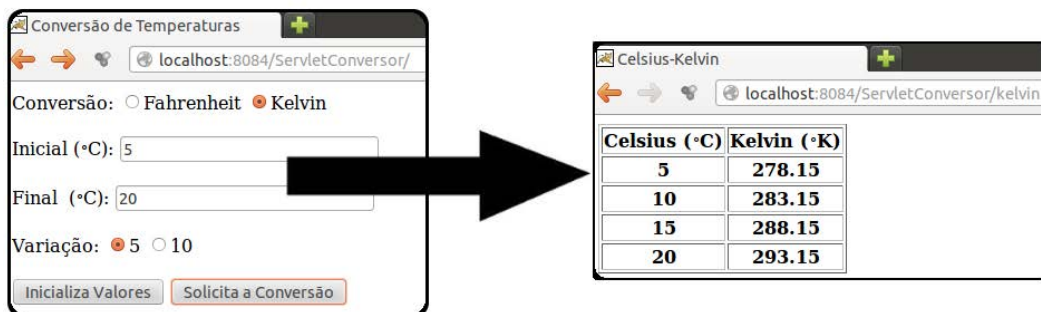 Conversão de Temperaturas
localhost:8084/ServletConversor/
Conversão: Fahrenheit Kelvin
Inicial (°C): 5
Final (°C): 20
Variação: 5 10
Inicializa Valores Solicita a Conversão
Celsius-Kelvin
localhost:8084/ServletConversor/kelvin
Celsius (°C) Kelvin (°K)
5 278.15
10 283.15
15 288.15
20 293.15